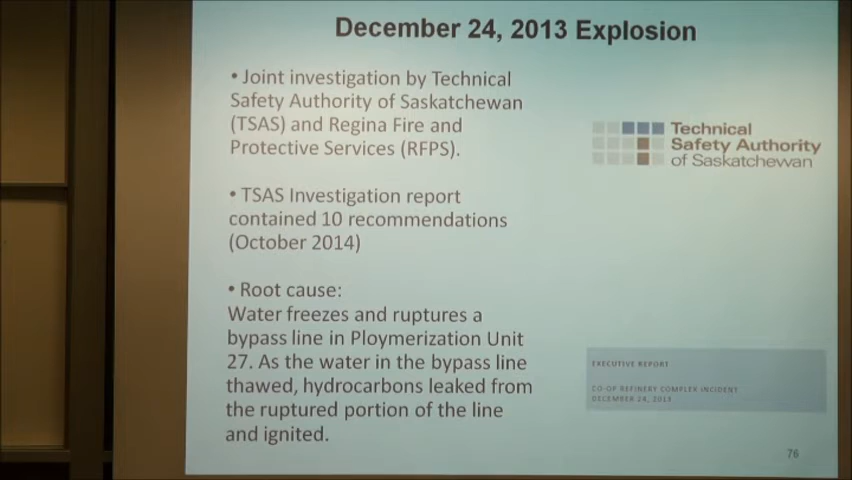 December 24, 2013 Explosion
• Joint investigation by Technical
Safety Authority of Saskatchewan
(TSAS) and Regina Fire and
Protective Services (RFPS).
Technical
Safety Authority
of Saskatchewan
• TSAS Investigation report
contained 10 recommendations
(October 2014)
• Root cause:
Water freezes and ruptures a
bypass line in Ploymerization Unit
27. As the water in the bypass line
thawed, hydrocarbons leaked from
the ruptured portion of the line
and ignited.
EXECUTIVE REPORT
CO-OP REFINERY COMPLEX INCIDENT
DECEMBER 24, 2013
76